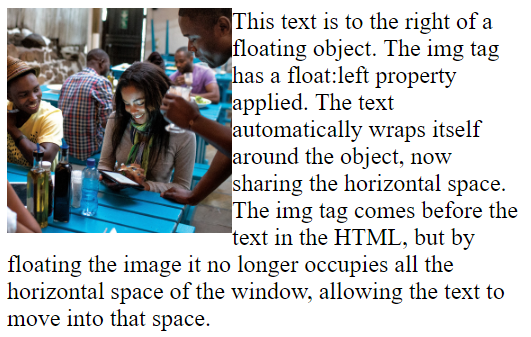 This text is to the right of a
floating object. The img tag
has a float:left property
applied. The text
automatically wraps itself
around the object, now
sharing the horizontal space.
The img tag comes before the
text in the HTML, but by
floating the image it no longer occupies all the
horizontal space of the window, allowing the text to
move into that space.